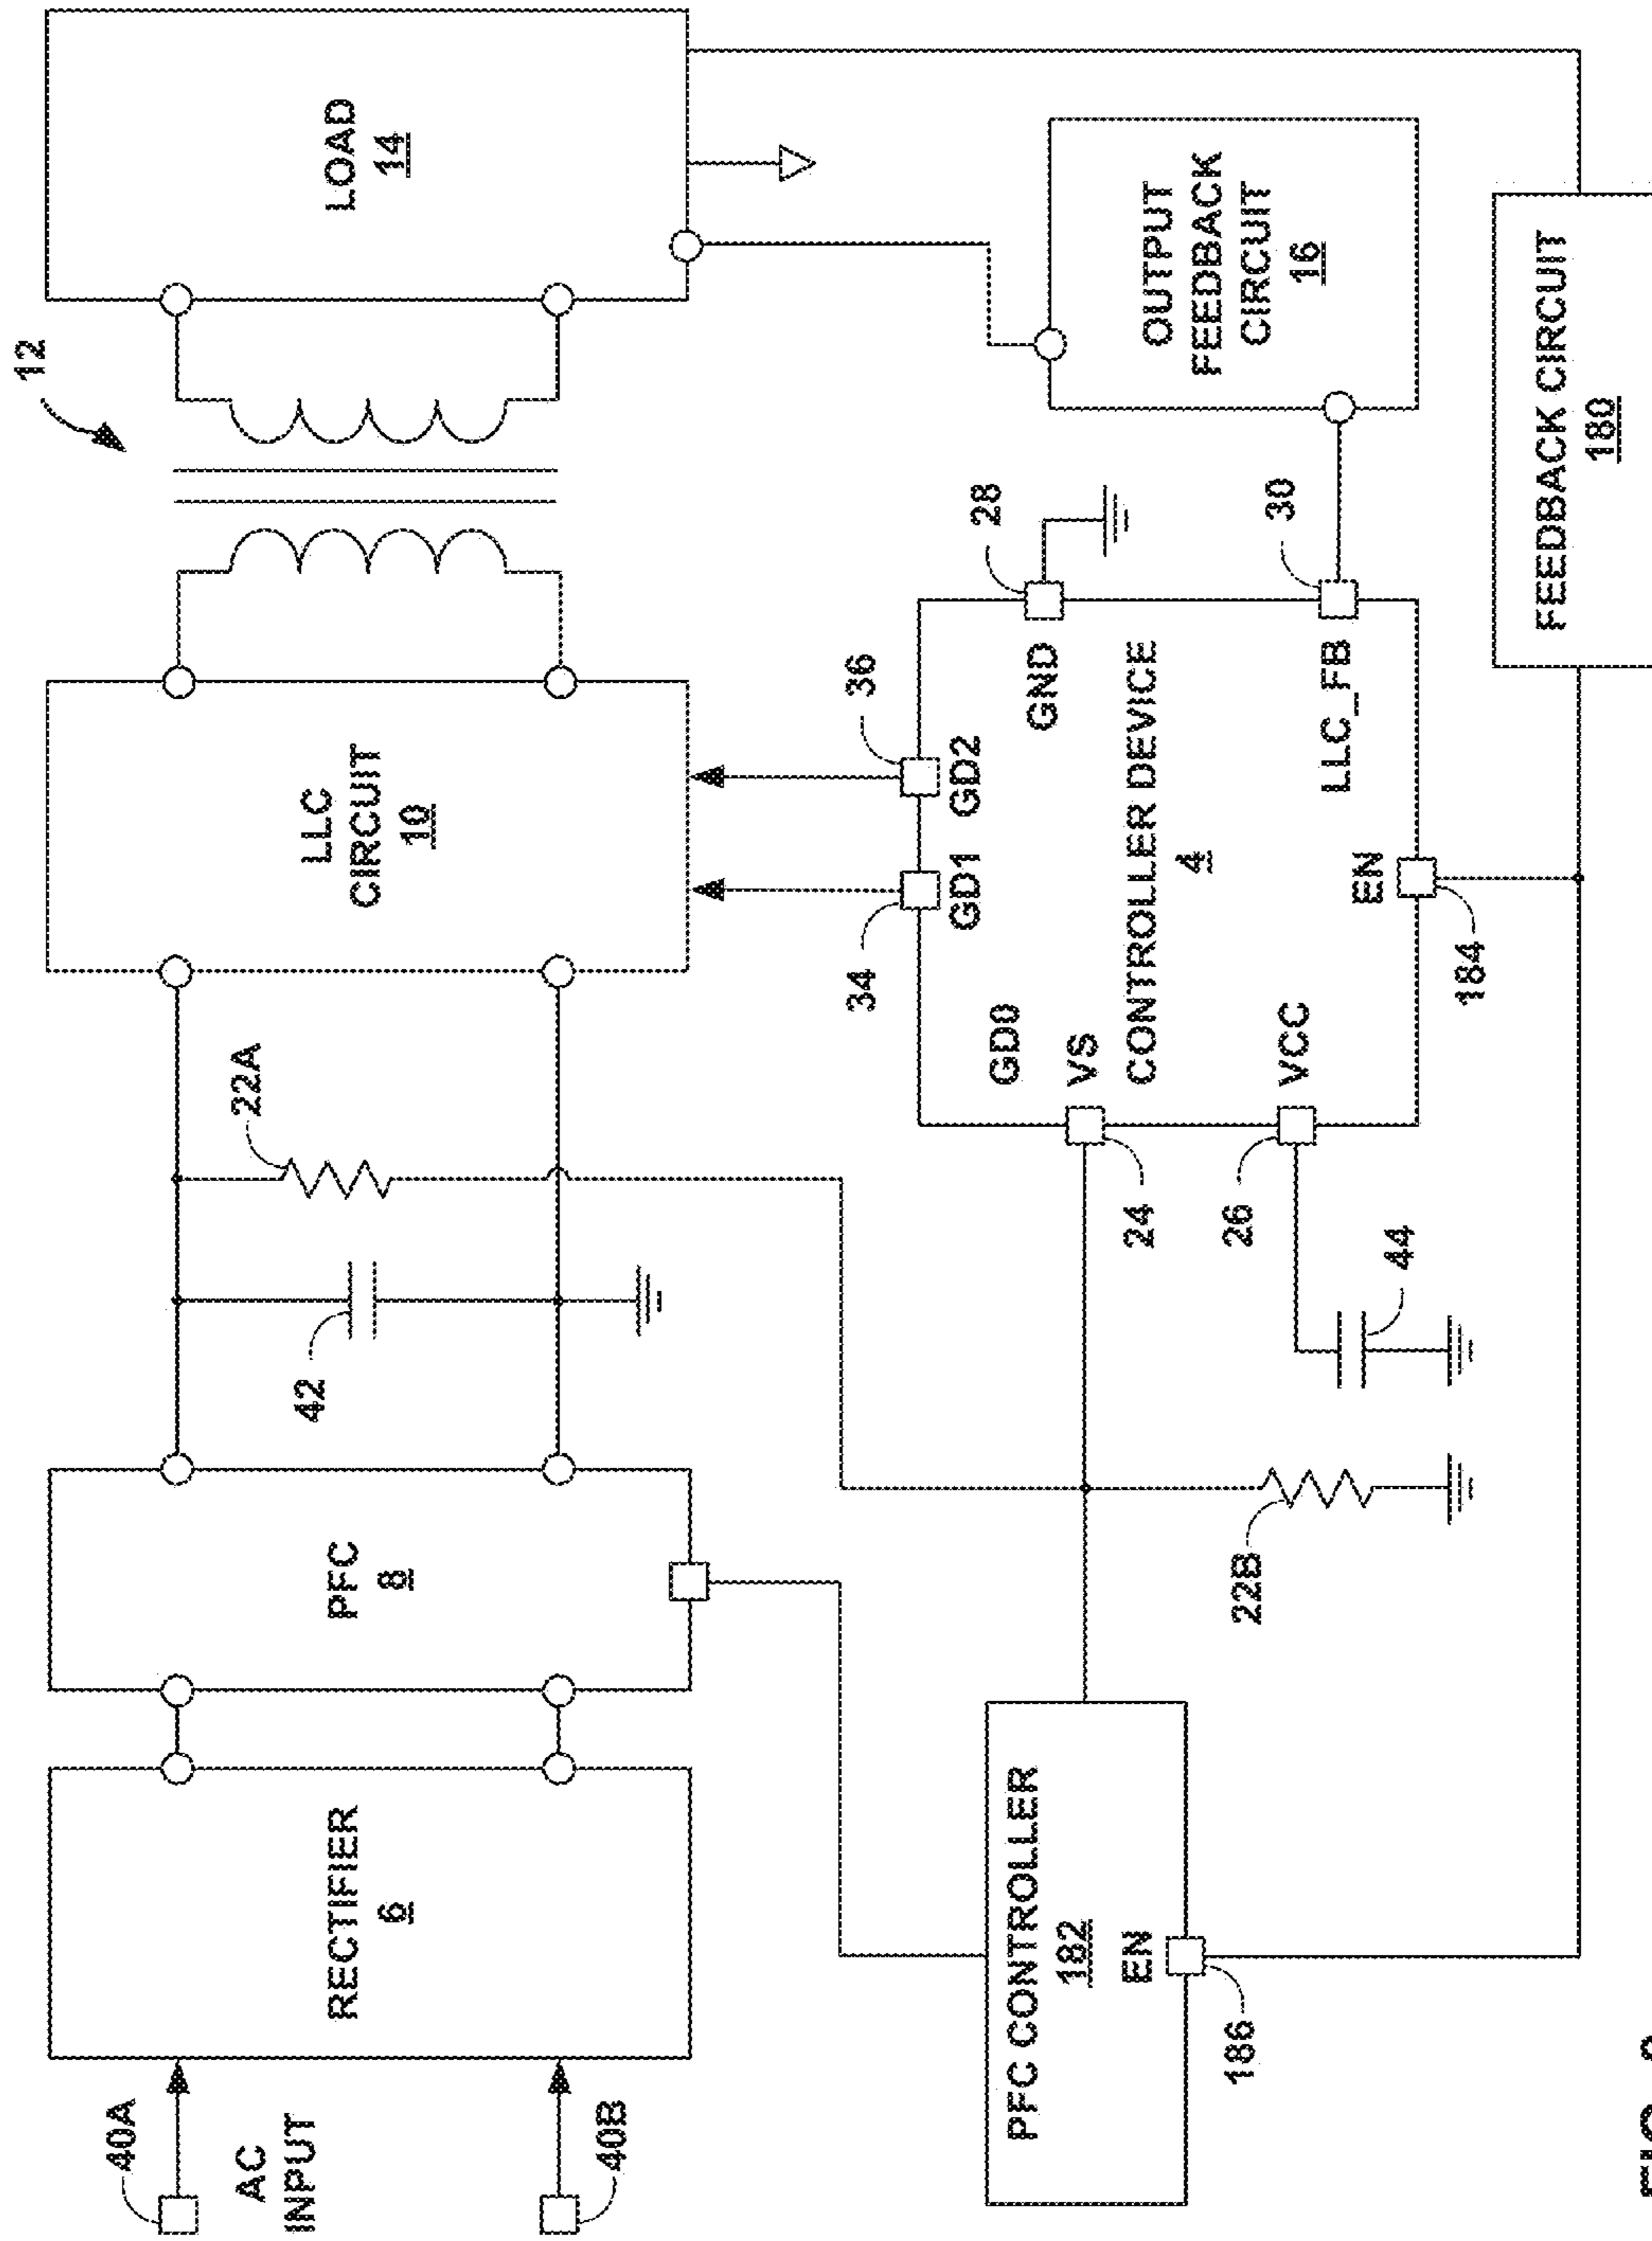 12
40A
AC
INPUT
40B
RECTIFIER
6
PFC
8
42
22A
LLC
CIRCUIT
10
LOAD
14
34
36
GD1
GD2
GD0
VS
GND
28
CONTROLLER DEVICE
4
24
26
VCC
EN
LLC_FB
30
184
OUTPUT
FEEDBACK
CIRCUIT
16
PFC CONTROLLER
182
EN
186
22B
44
FEEDBACK CIRCUIT
180